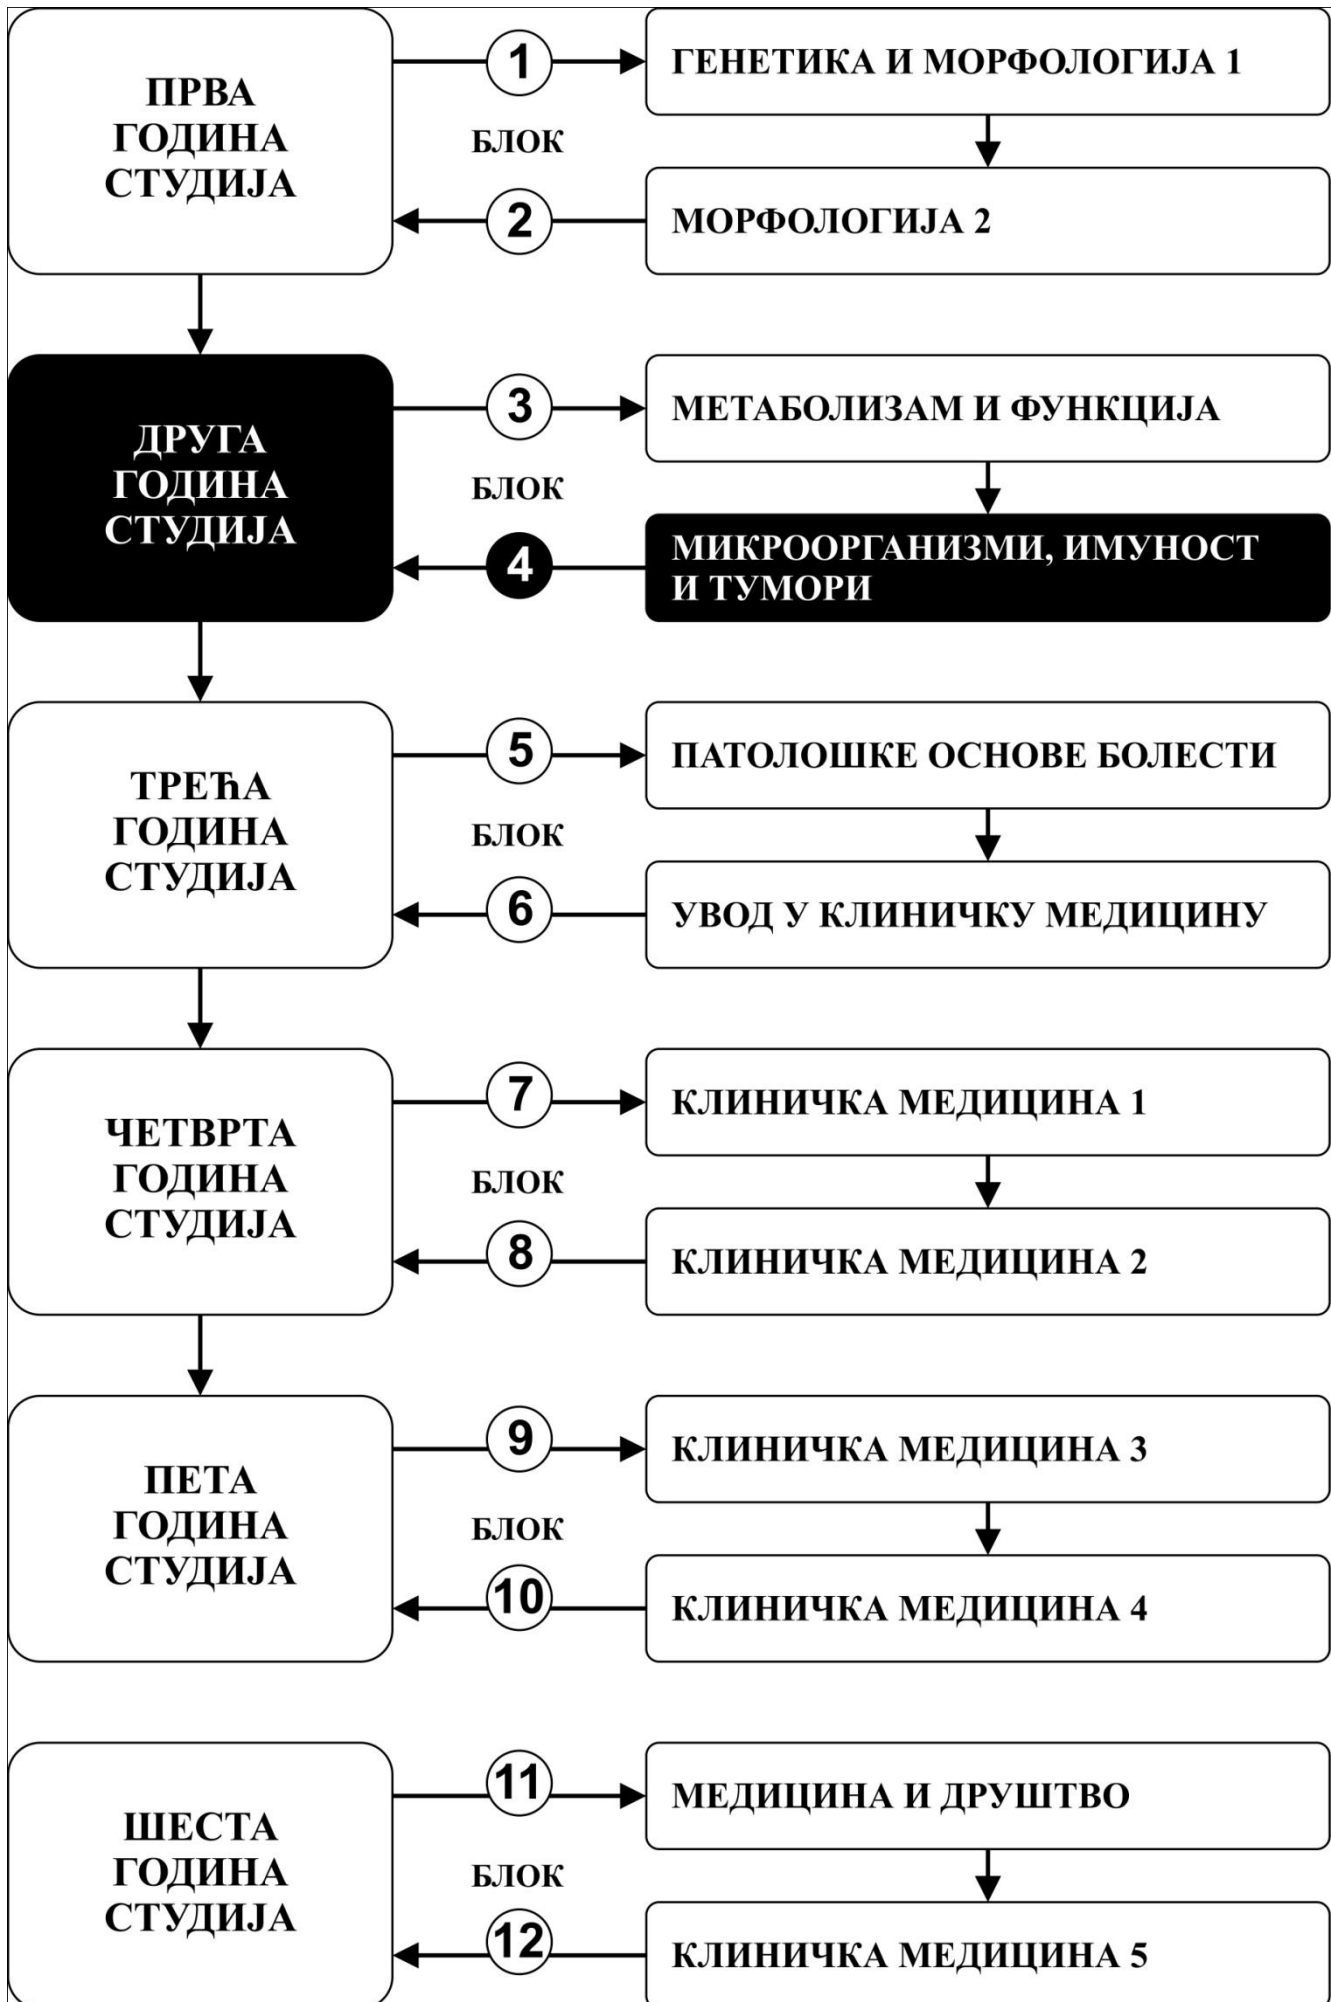 ПРВА
ГОДИНА
СТУДИЈА
1
БЛОК
2
ГЕНЕТИКА И МОРФОЛОГИЈА 1
МОРФОЛОГИЈА 2
ДРУГА
ГОДИНА
СТУДИЈА
3
БЛОК
4
МЕТАБОЛИЗАМ И ФУНКЦИЈА
МИКРООРГАНИЗМИ, ИМУНОСТ
И ТУМОРИ
ТРЕЋА
ГОДИНА
СТУДИЈА
5
БЛОК
6
ПАТОЛОШКЕ ОСНОВЕ БОЛЕСТИ
УВОД У КЛИНИЧКУ МЕДИЦИНУ
ЧЕТВРТА
ГОДИНА
СТУДИЈА
7
БЛОК
8
КЛИНИЧКА МЕДИЦИНА 1
КЛИНИЧКА МЕДИЦИНА 2
ПЕТА
ГОДИНА
СТУДИЈА
9
БЛОК
10
КЛИНИЧКА МЕДИЦИНА 3
КЛИНИЧКА МЕДИЦИНА 4
ШЕСТА
ГОДИНА
СТУДИЈА
11
БЛОК
12
МЕДИЦИНА И ДРУШТВО
КЛИНИЧКА МЕДИЦИНА 5